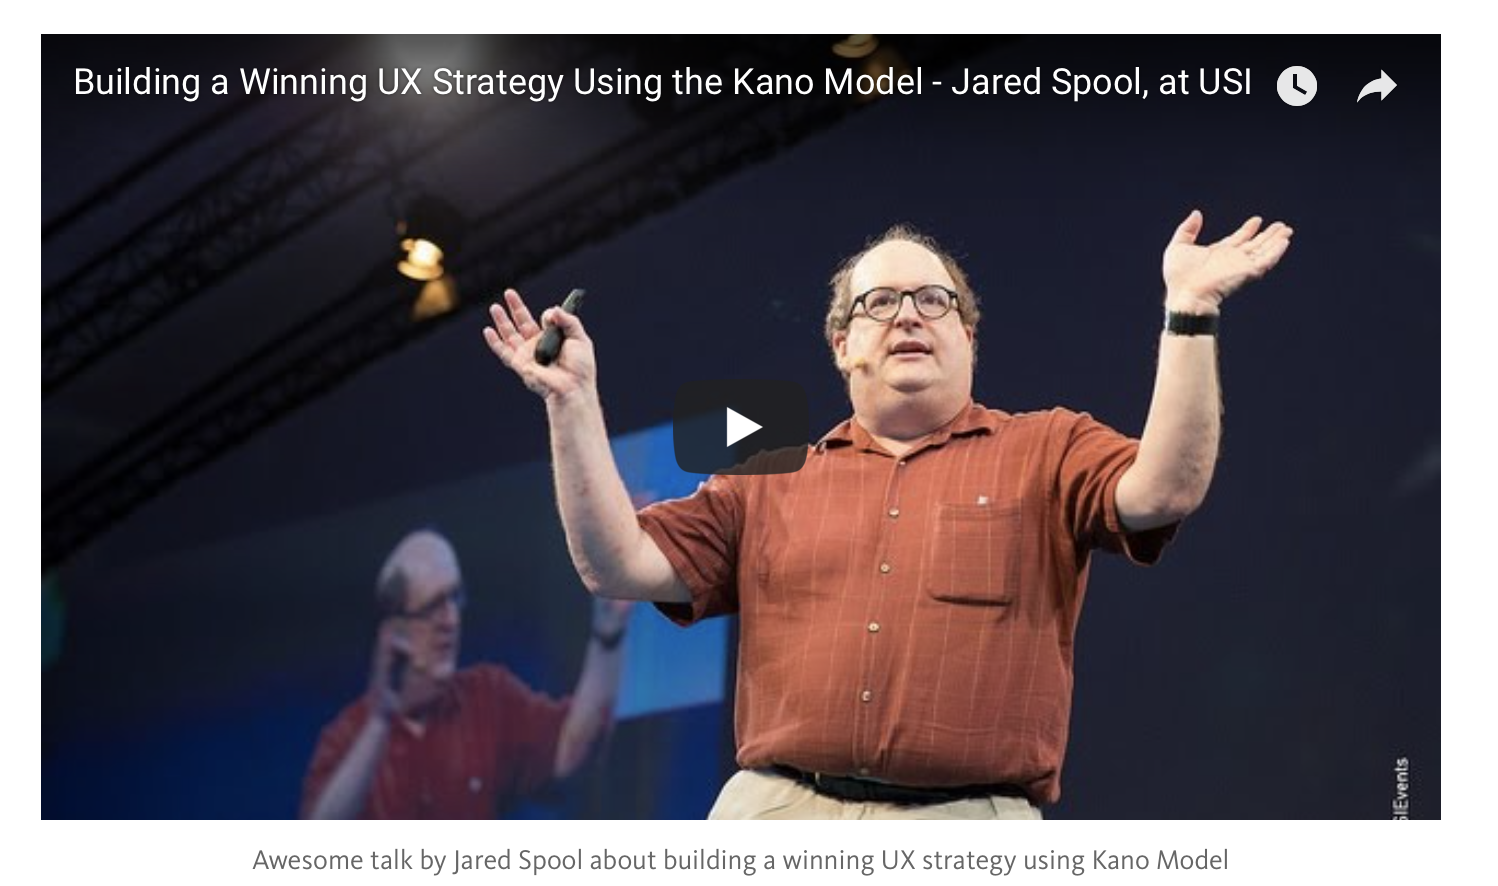 Building a Winning UX Strategy Using the Kano Model - Jared Spool, at USI
SIEvents
Awesome talk by Jared Spool about building a winning UX strategy using Kano Model